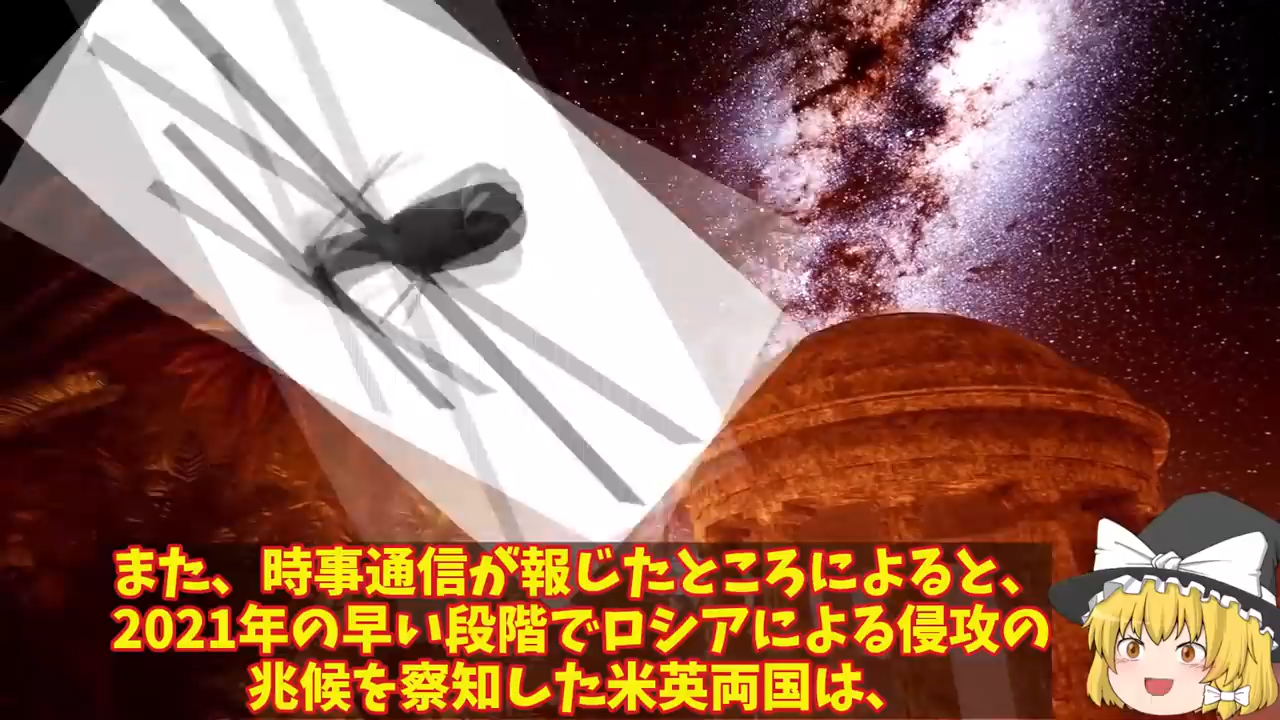 また、時事通信が報じたところによると、
2021年の早い段階でロシアによる侵攻の
兆候を察知した米英両国は、